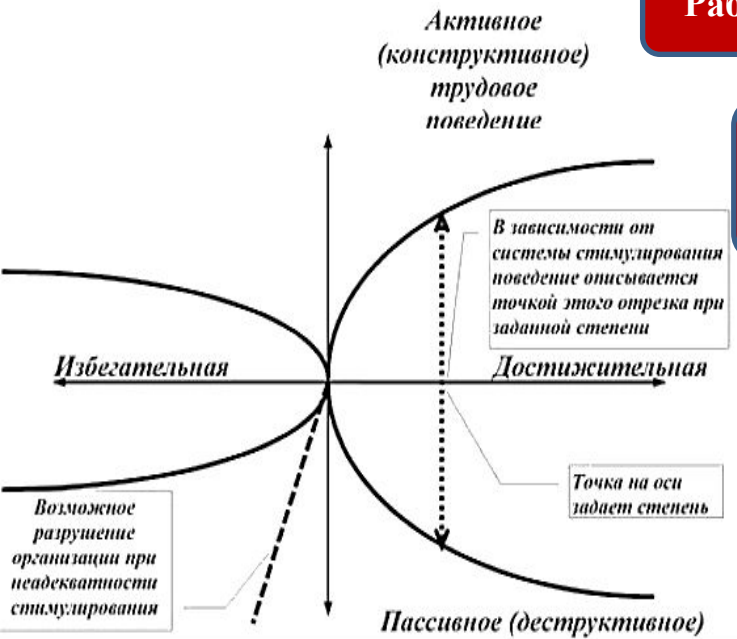 Активное
(конструктивное)
трудовое
поведение
Раб
В зависимости от
системы стимулирования
поведение описывается
точкой этого отрезка при
заданной степени
Избегательная
Достижительная
Точка на оси
задает степень
Возможное
разрушение
организации при
неадекватности
стимулирования
Пассивное (деструктивное)